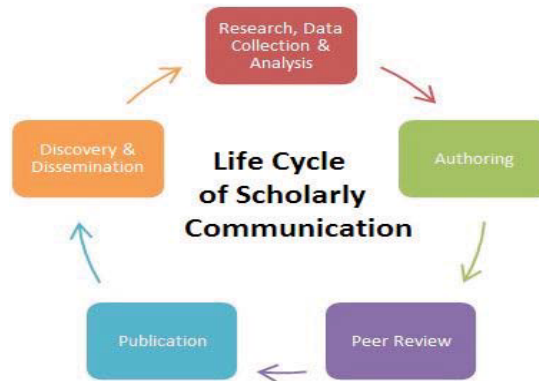 Research, Data
Collection &
Analysis
Discovery &
Dissemination
Life Cycle
of Scholarly
Communication
Authoring
Publication
Peer Review